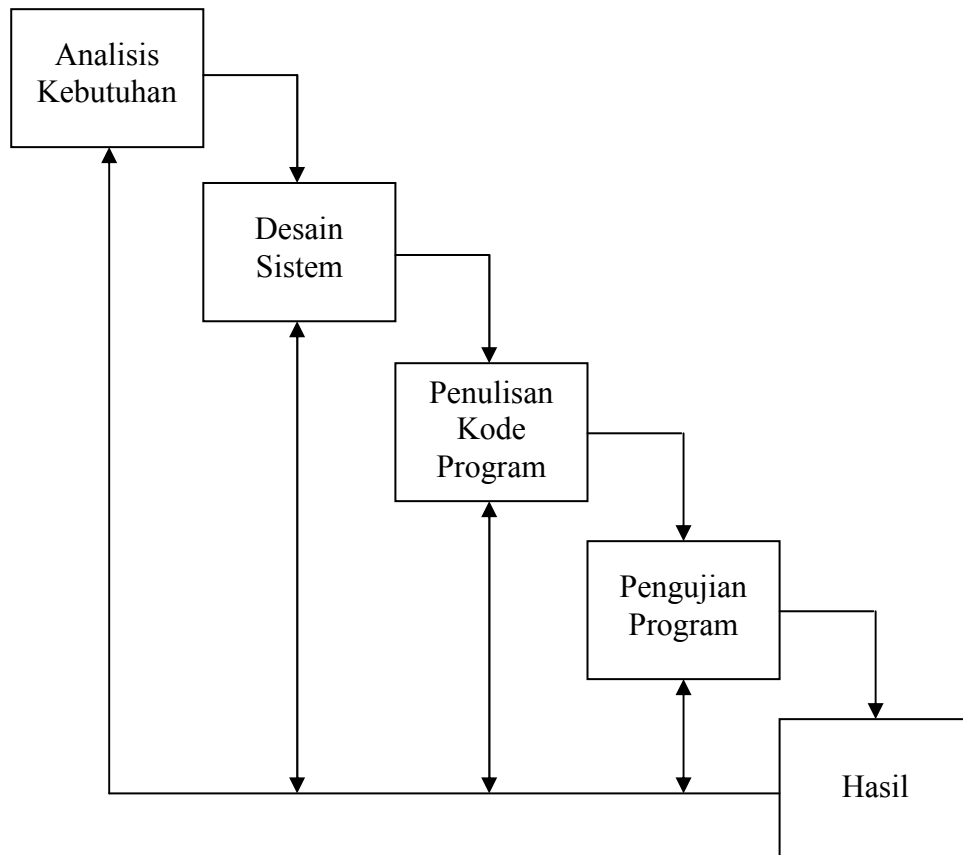 Analisis
Kebutuhan
Desain
Sistem
Penulisan
Kode
Program
Pengujian
Program
Hasil